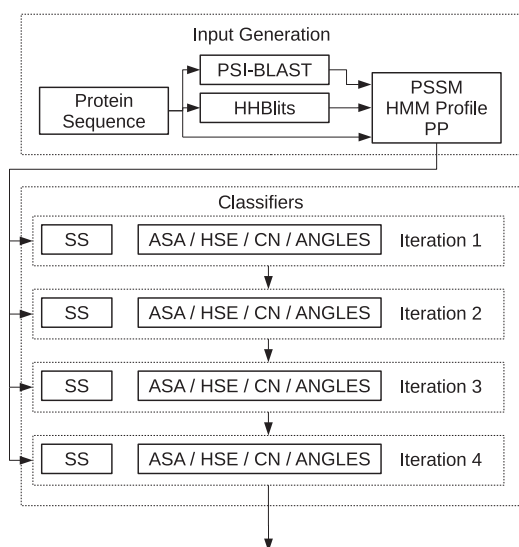 Input Generation
PSI-BLAST
Protein
Sequence
HHBlits
PSSM
HMM Profile
PP
Classifiers
SS
ASA / HSE / CN / ANGLES
Iteration 1
SS
ASA / HSE / CN / ANGLES
Iteration 2
SS
ASA / HSE / CN / ANGLES
Iteration 3
SS
ASA / HSE / CN / ANGLES
Iteration 4